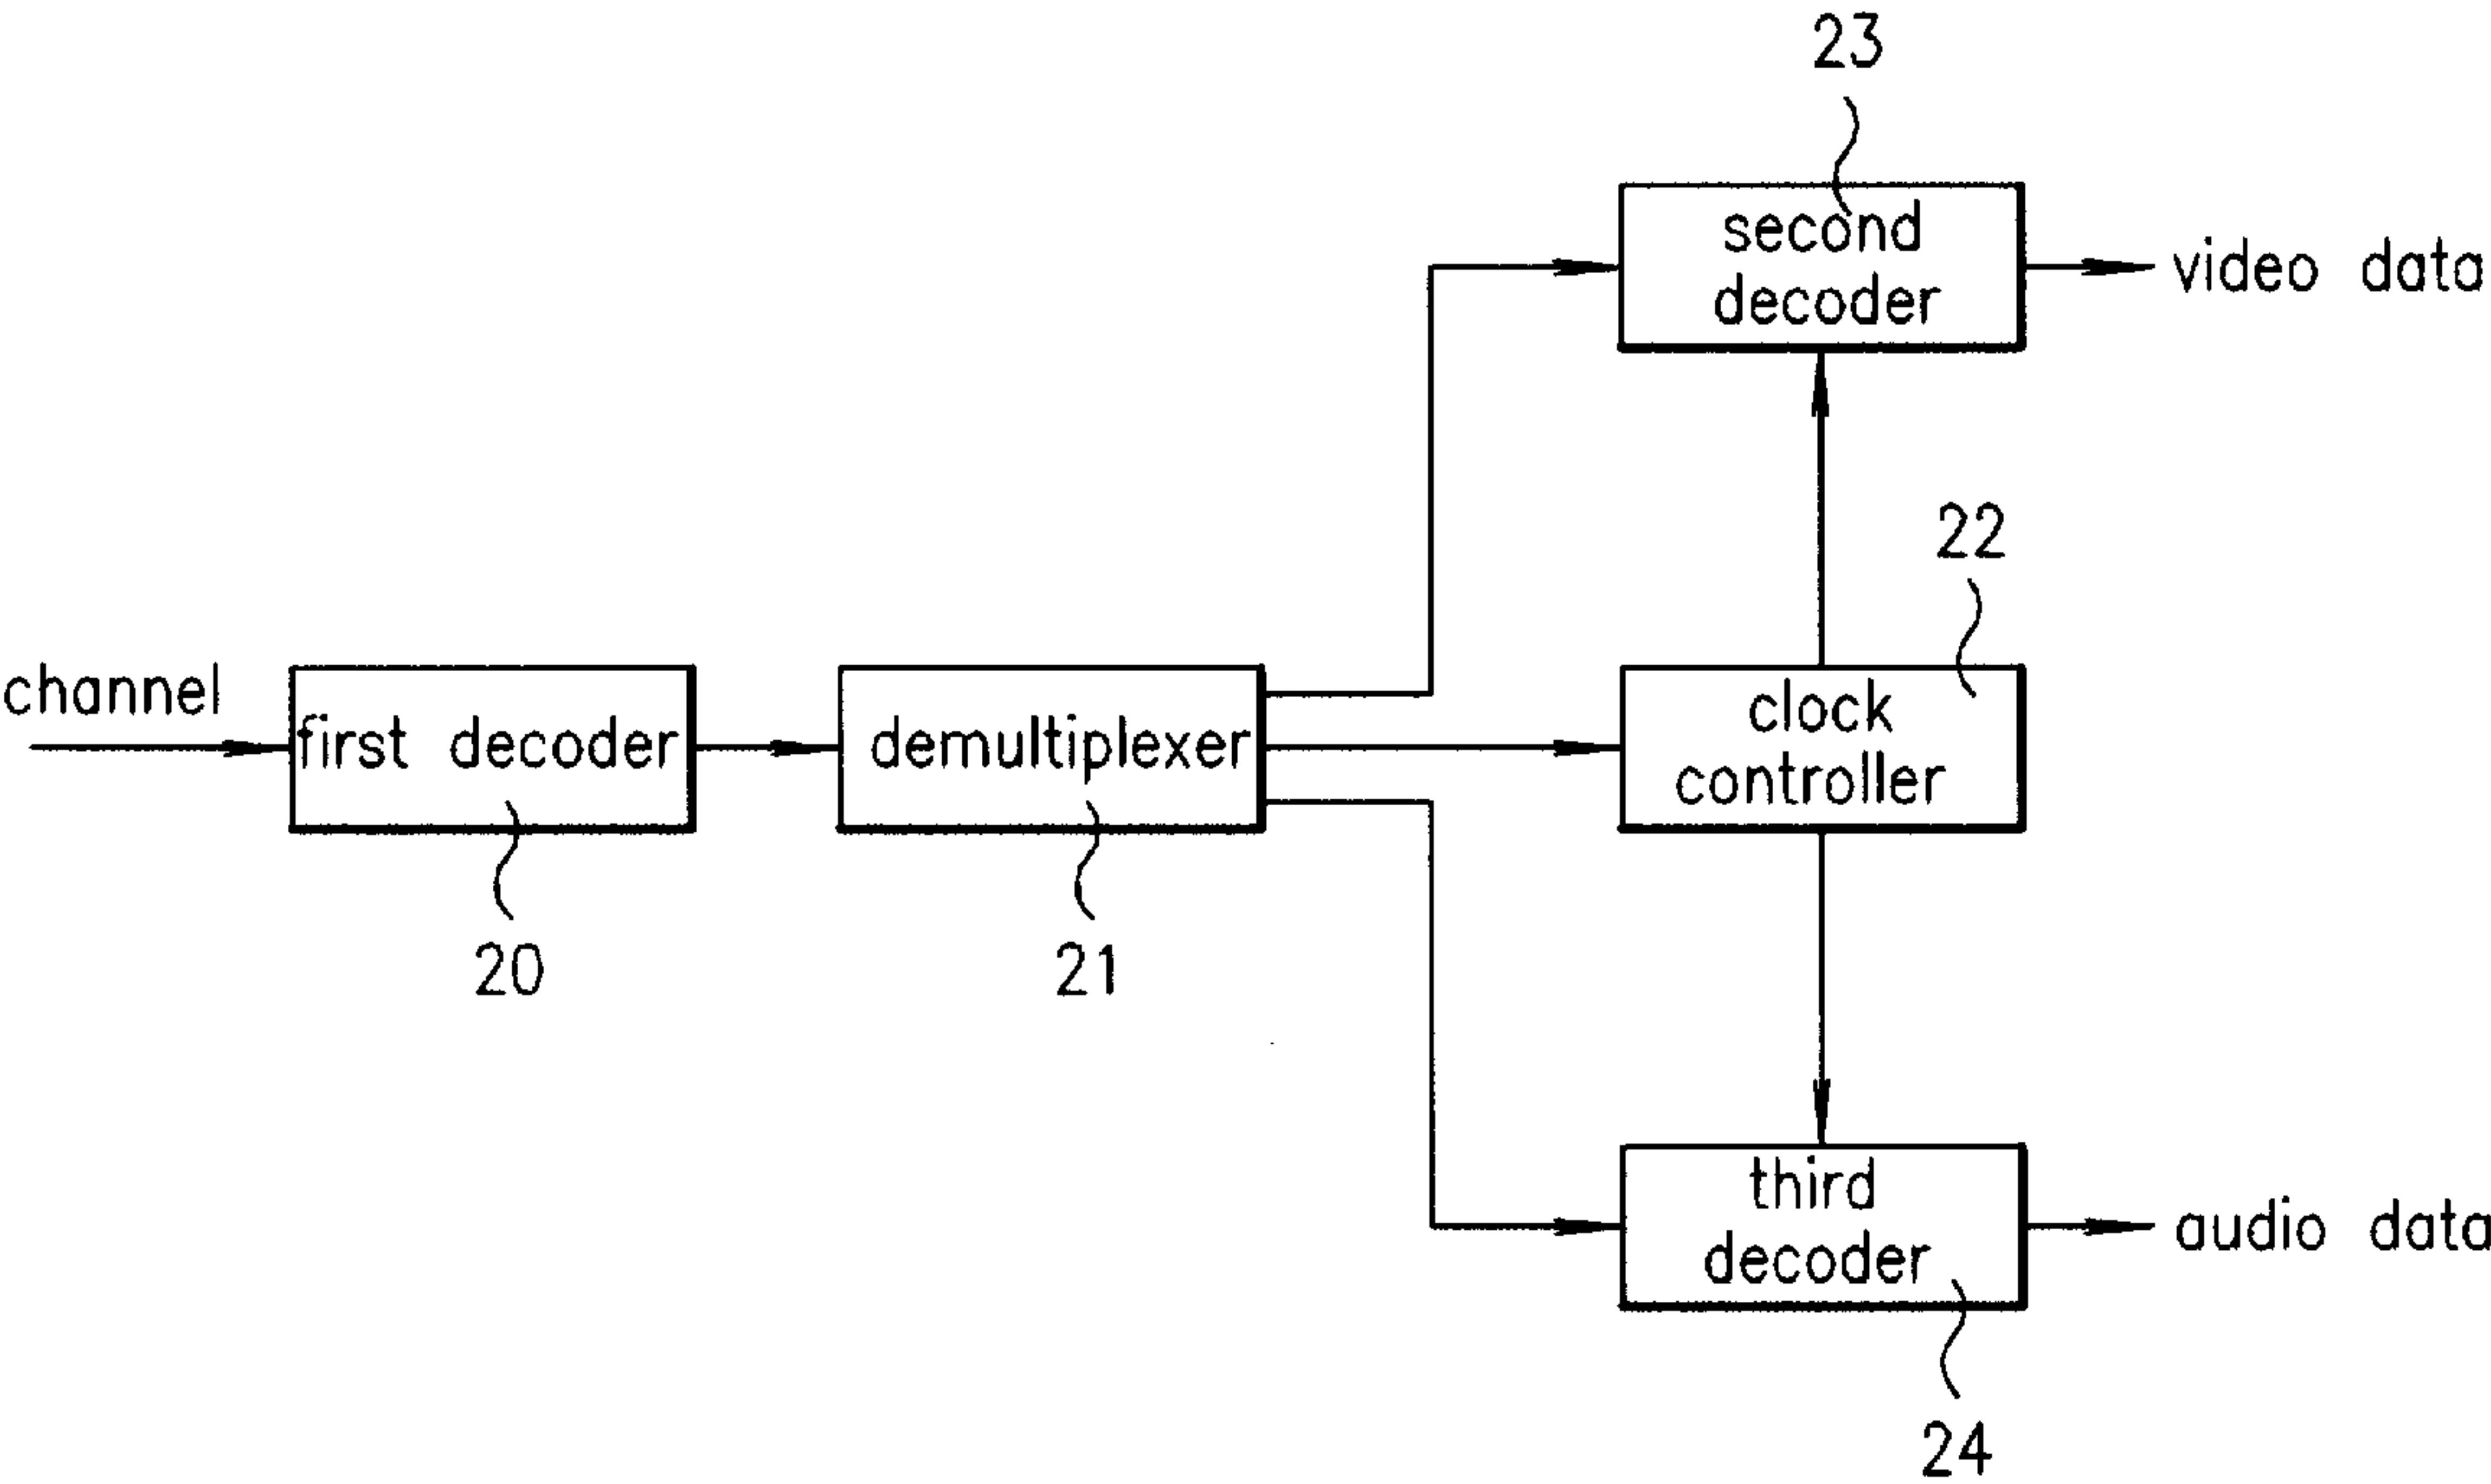 23
second
decoder
video data
22
channel
first decoder
demultiplexer
clock
controller
20
21
third
decoder
audio data
24